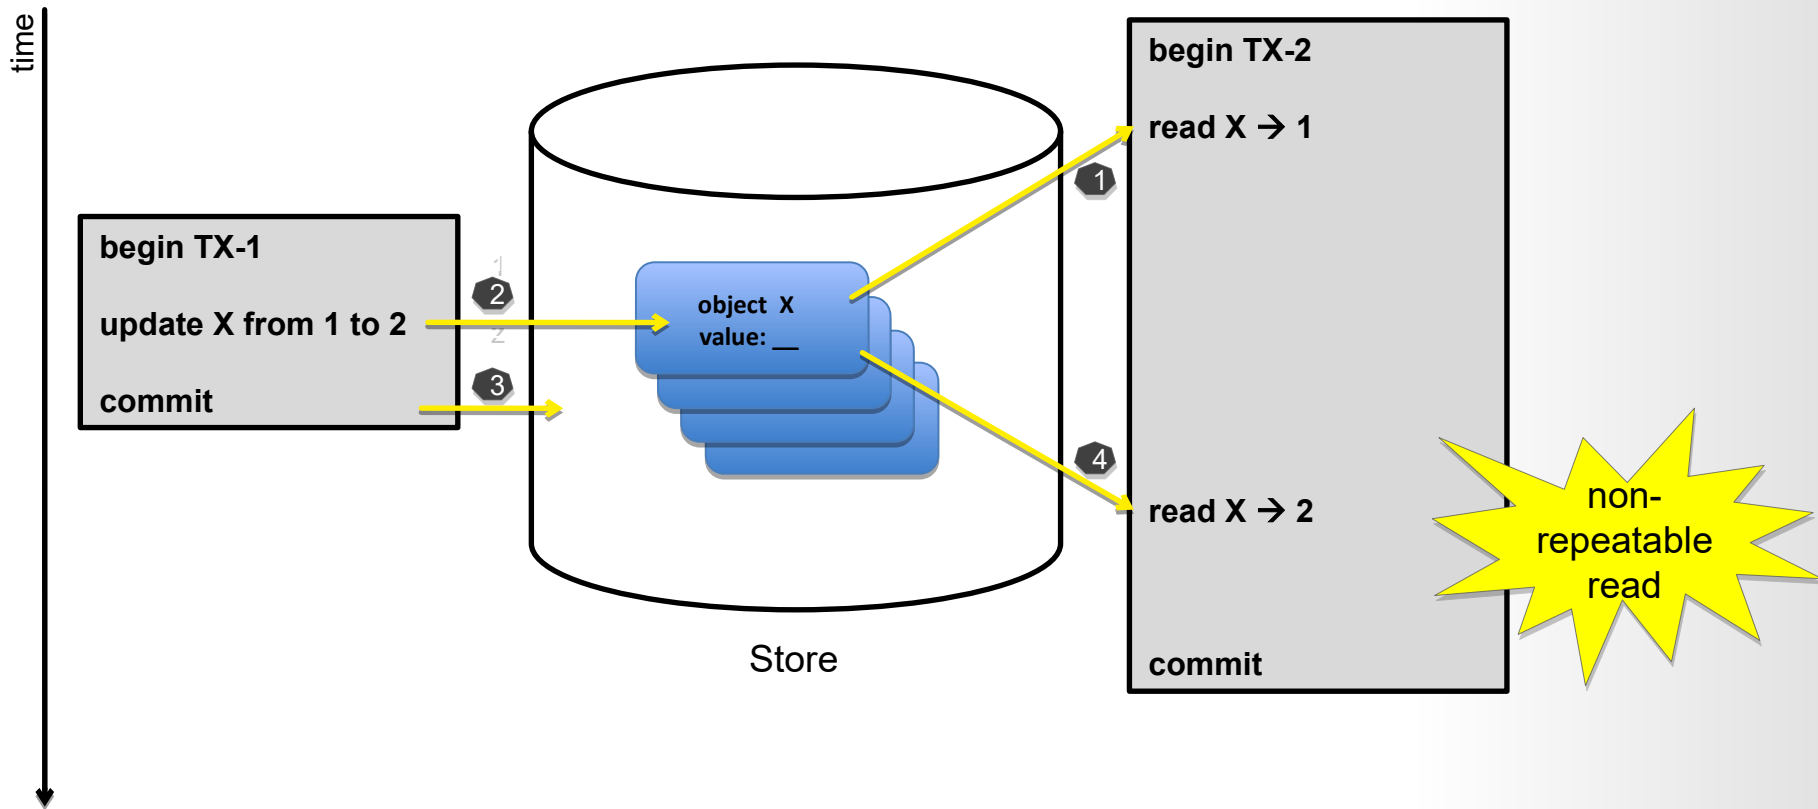 time
begin TX-1
update X from 1 to 2
commit
1
2
2
3
object X
value: __
Store
1
4
begin TX-2
read X → 1
read X → 2
commit
non-
repeatable
read